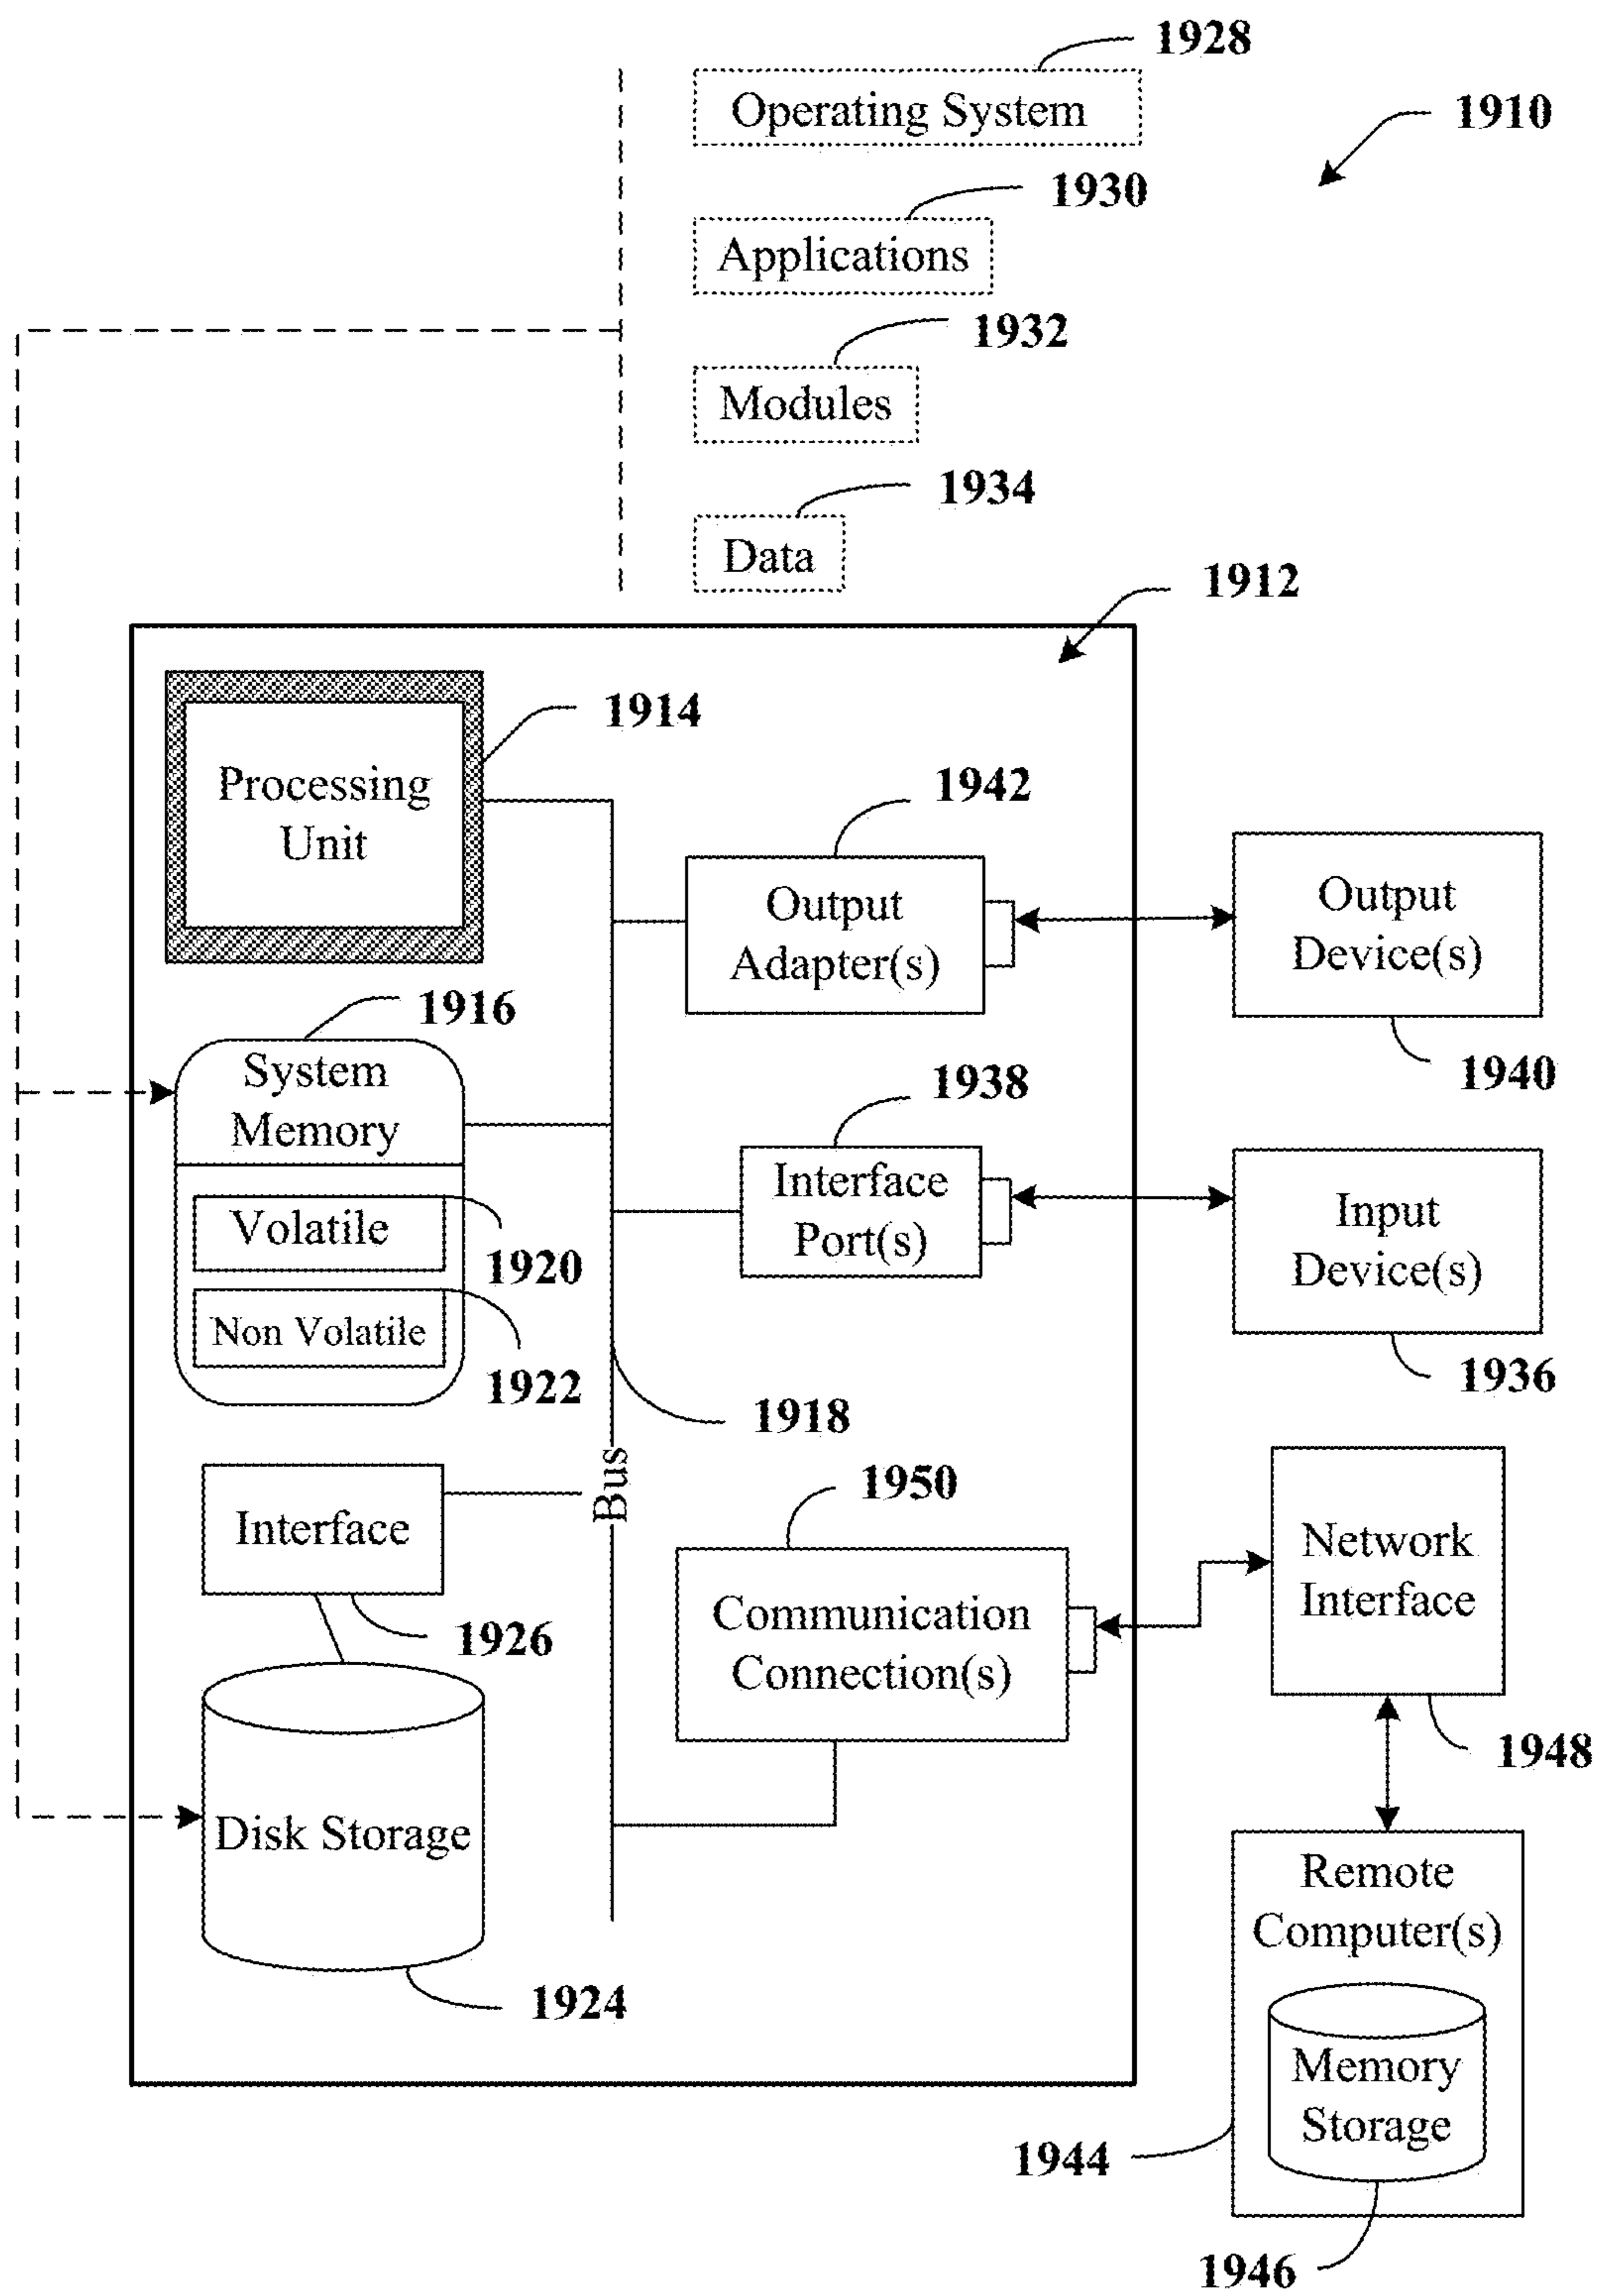 1928
Operating System
1910
1930
Applications
1932
Modules
1934
Data
1912
1914
Processing
Unit
1942
Output
Adapter(s)
Output
Device(s)
1940
1916
System
Memory
1938
Interface
Port(s)
Input
Device(s)
1936
Volatile
1920
Non Volatile
1922
1918
Bus
Interface
1926
1950
Communication
Connection(s)
Network
Interface
1948
Disk Storage
1924
Remote
Computer(s)
Memory
Storage
1944
1946